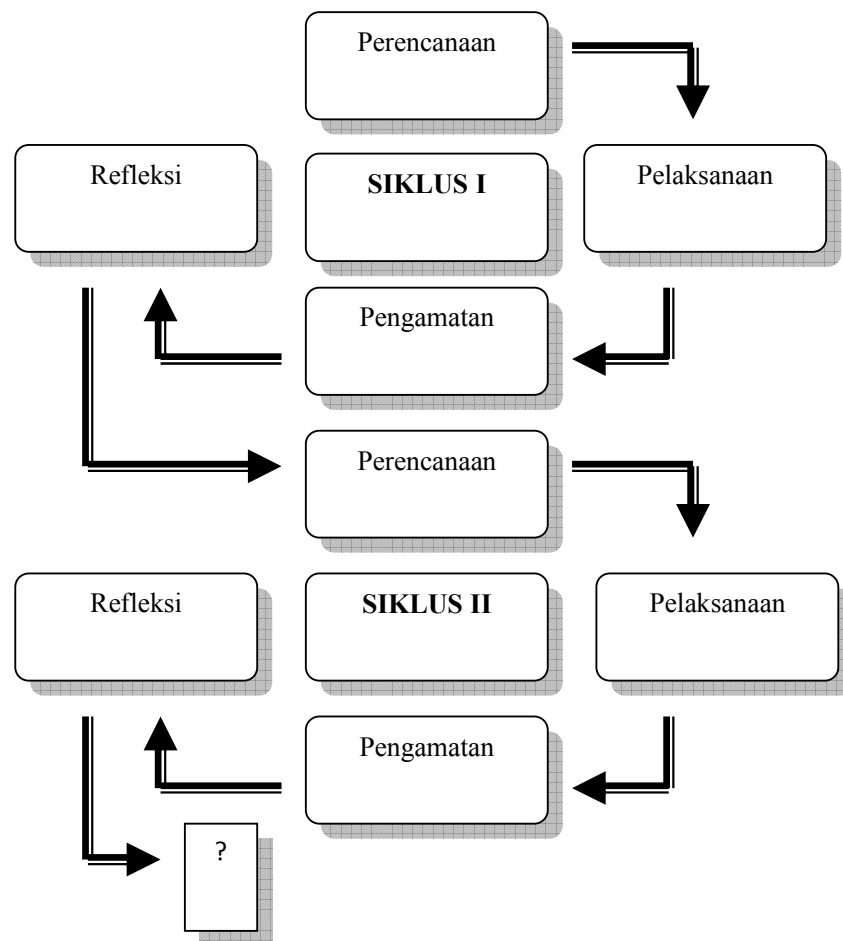 Perencanaan
Refleksi
SIKLUS I
Pelaksanaan
Pengamatan
Perencanaan
Refleksi
SIKLUS II
Pelaksanaan
Pengamatan
?